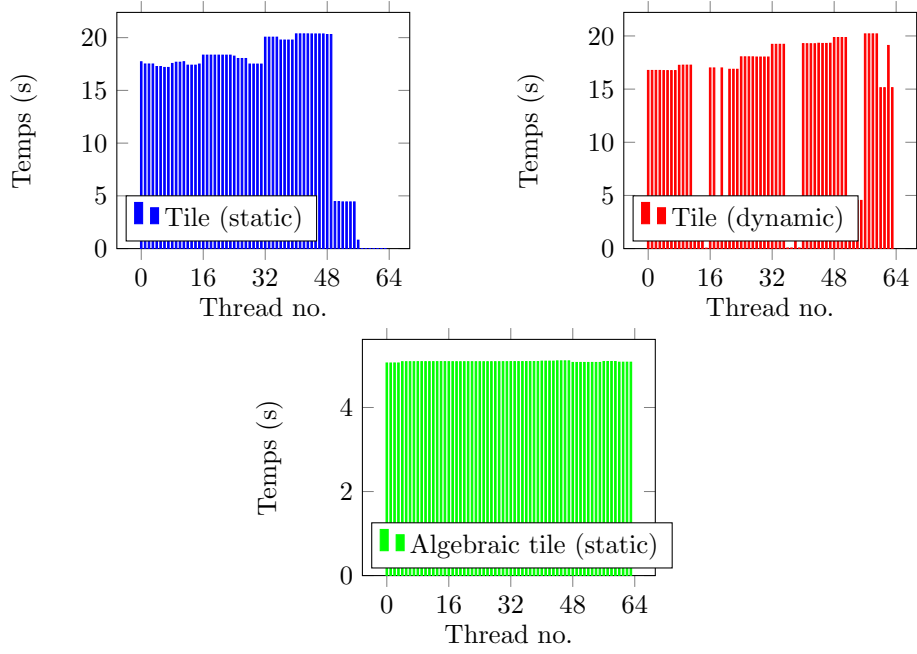 20
15
10
5
0
Temps (s)
Tile (static)
0 16 32 48 64
Thread no.
20
15
10
5
0
Temps (s)
Tile (dynamic)
0 16 32 48 64
Thread no.
4
2
0
Temps (s)
Algebraic tile (static)
0 16 32 48 64
Thread no.